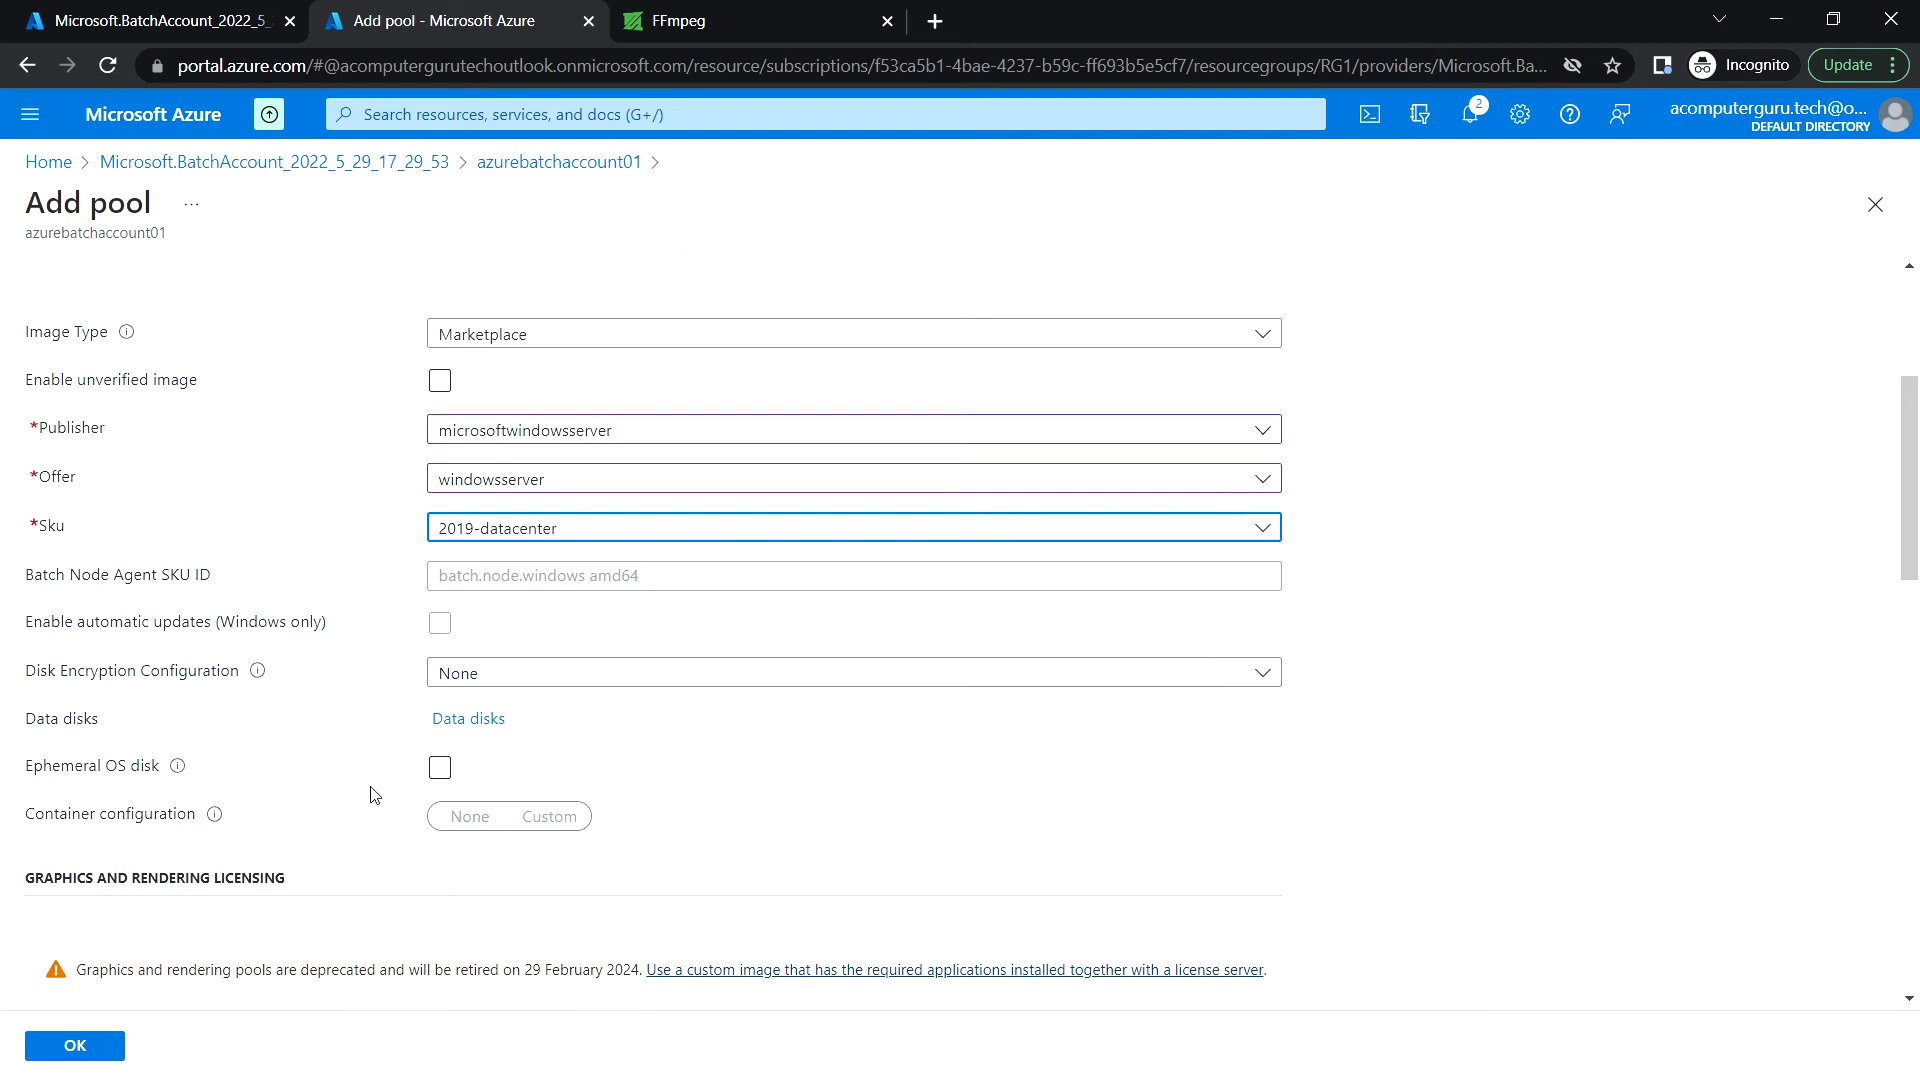 Microsoft.BatchAccount_2022_5_
Add pool - Microsoft Azure
FFmpeg
portal.azure.com/#@acomputergurutechoutlook.onmicrosoft.com/resource/subscriptions/f53ca5b1-4bae-4237-b59c-ff693b5e5cf7/resourcegroups/RG1/providers/Microsoft.Ba...
Incognito
Update
Microsoft Azure
Search resources, services, and docs (G+/)
2
acomputerguru.tech@o...
DEFAULT DIRECTORY
Home > Microsoft.BatchAccount_2022_5_29_17_29_53 > azurebatchaccount01 >
Add pool ...
azurebatchaccount01
Image Type
Marketplace
Enable unverified image
*Publisher
microsoftwindowsserver
*Offer
windowsserver
*Sku
2019-datacenter
Batch Node Agent SKU ID
batch.node.windows amd64
Enable automatic updates (Windows only)
Disk Encryption Configuration
None
Data disks
Data disks
Ephemeral OS disk
Container configuration
None Custom
GRAPHICS AND RENDERING LICENSING
Graphics and rendering pools are deprecated and will be retired on 29 February 2024. Use a custom image that has the required applications installed together with a license server.
OK